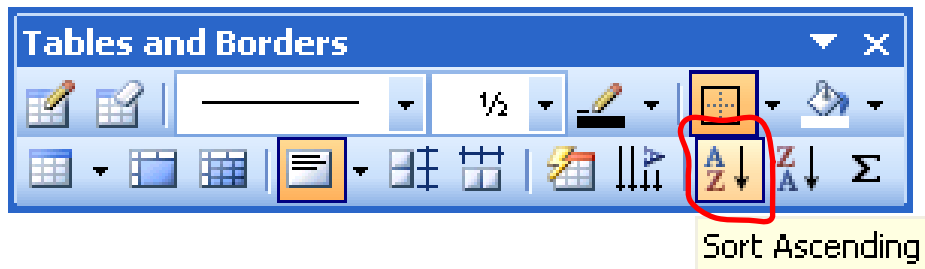 Tables and Borders
½
A Z
Z A
Σ
Sort Ascending